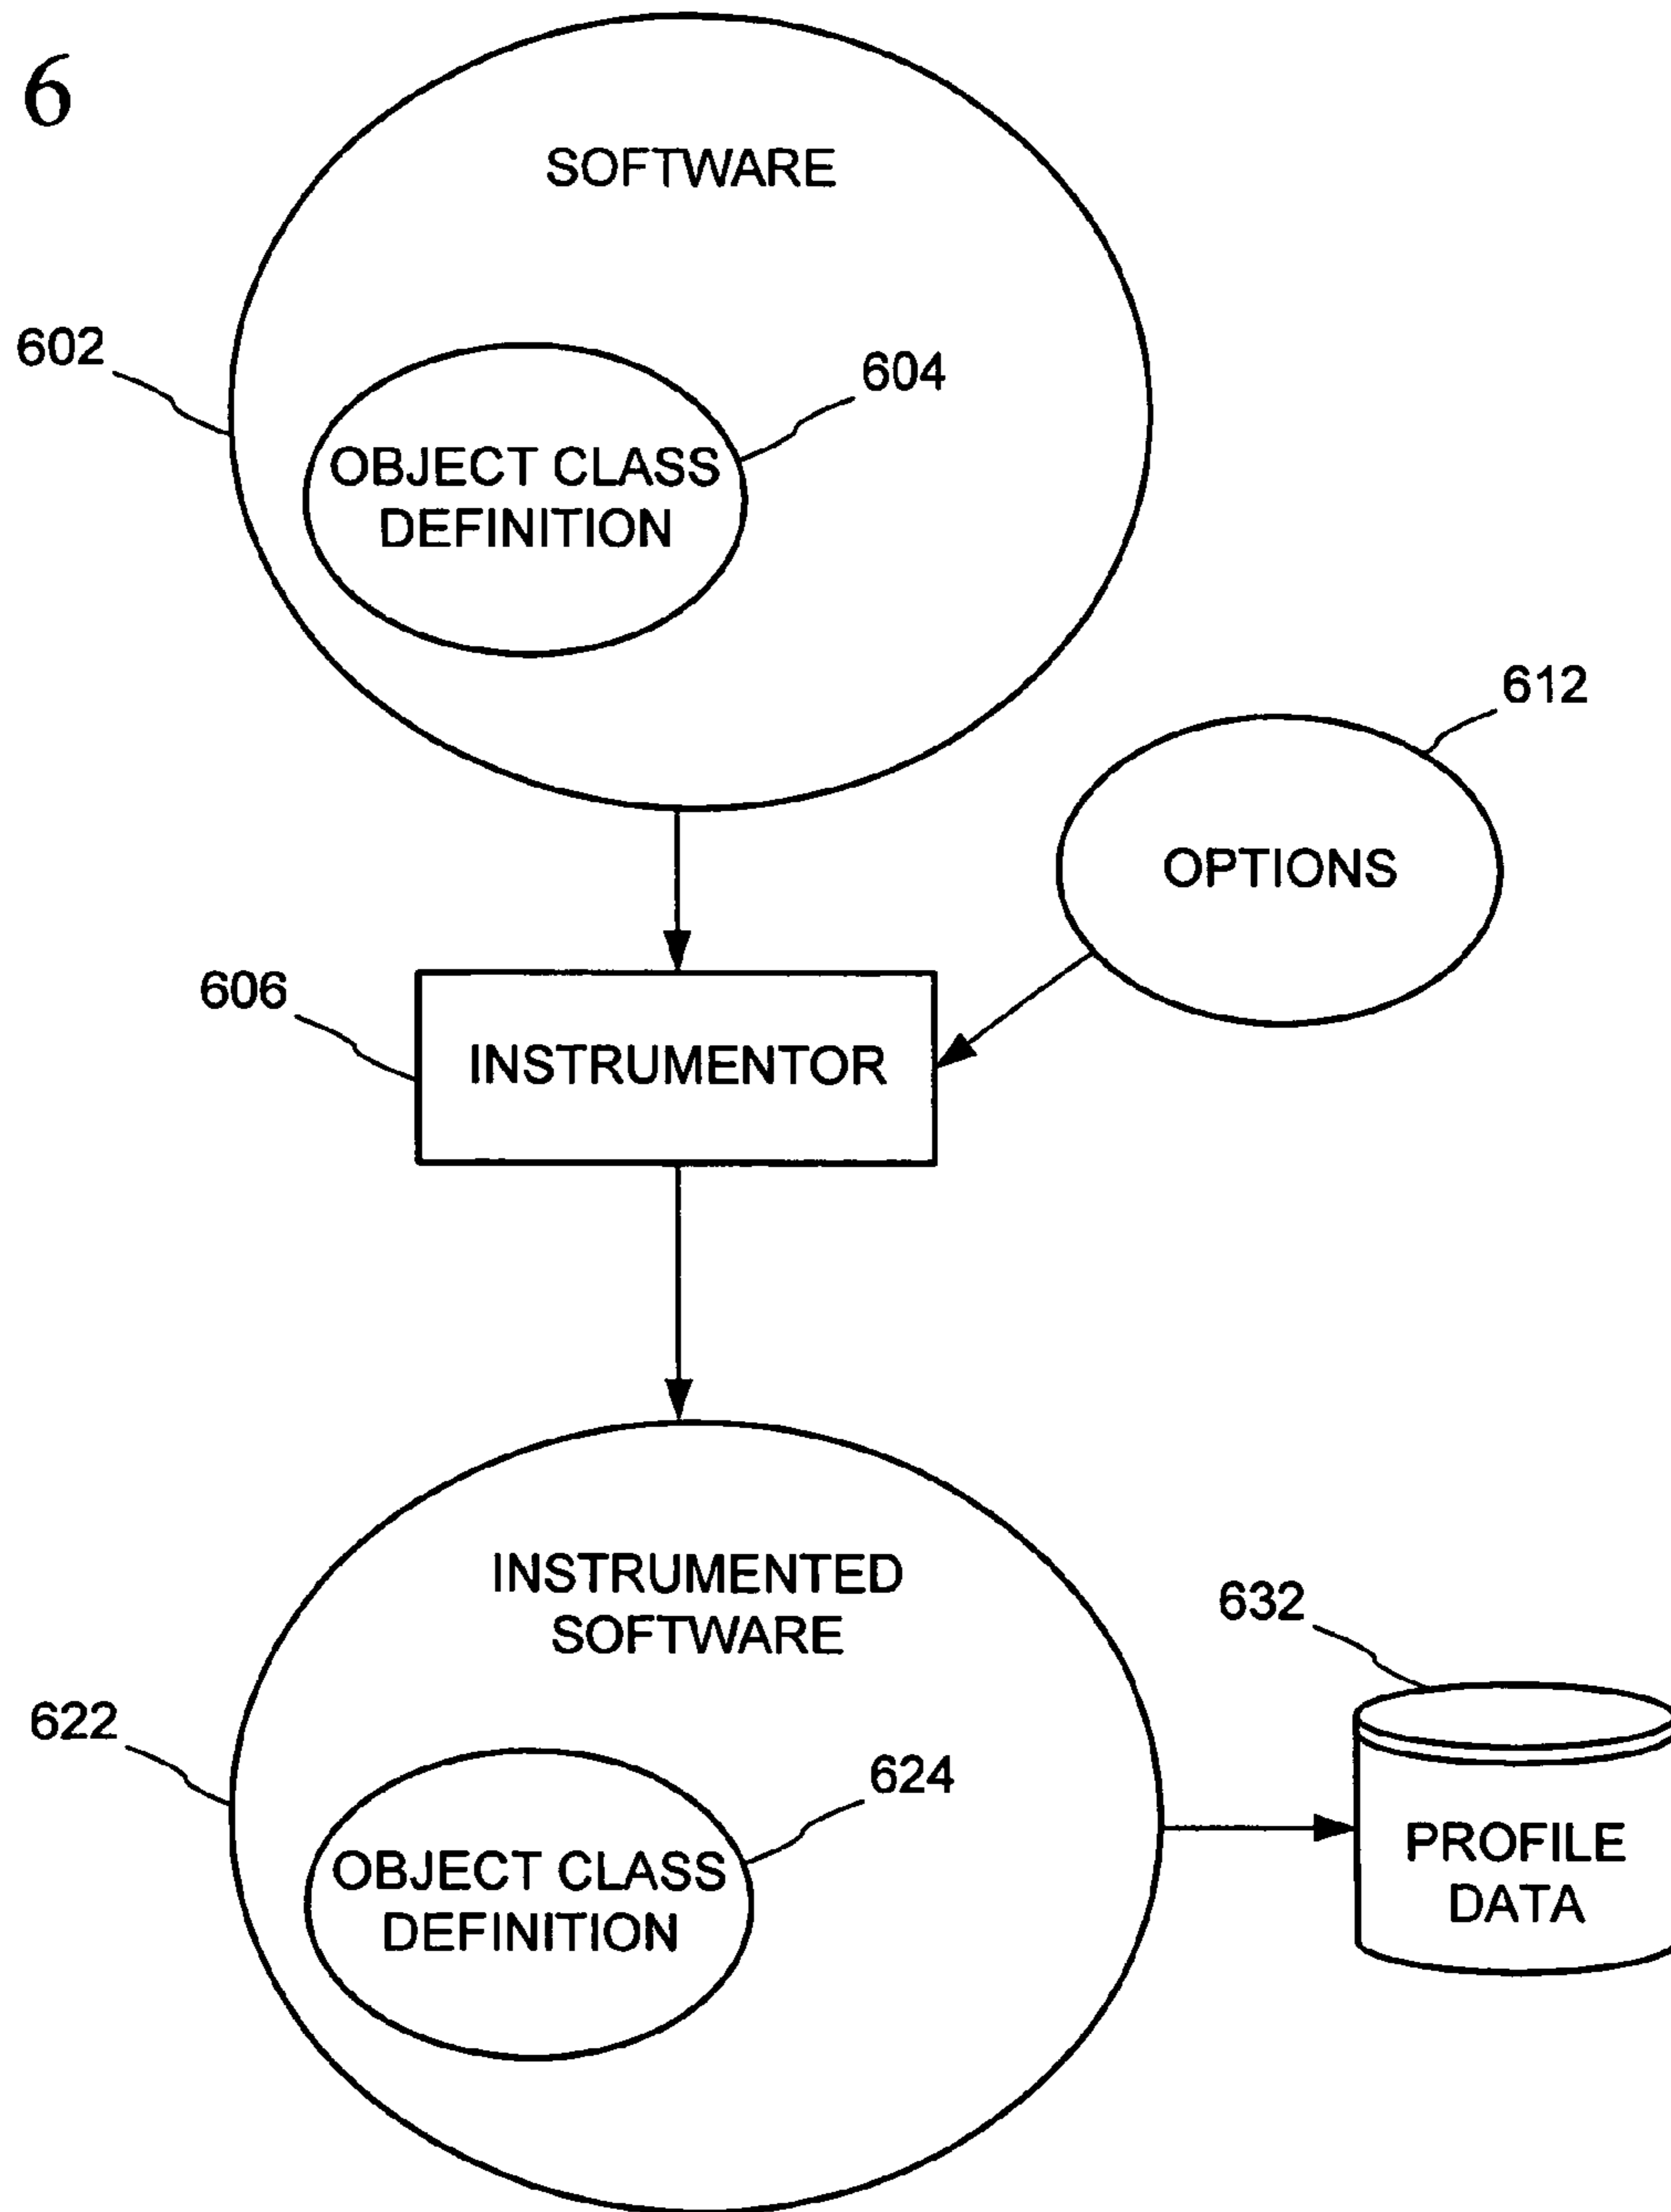 6
SOFTWARE
602
604
OBJECT CLASS
DEFINITION
612
OPTIONS
606
INSTRUMENTOR
INSTRUMENTED
SOFTWARE
632
622
624
OBJECT CLASS
DEFINITION
PROFILE
DATA